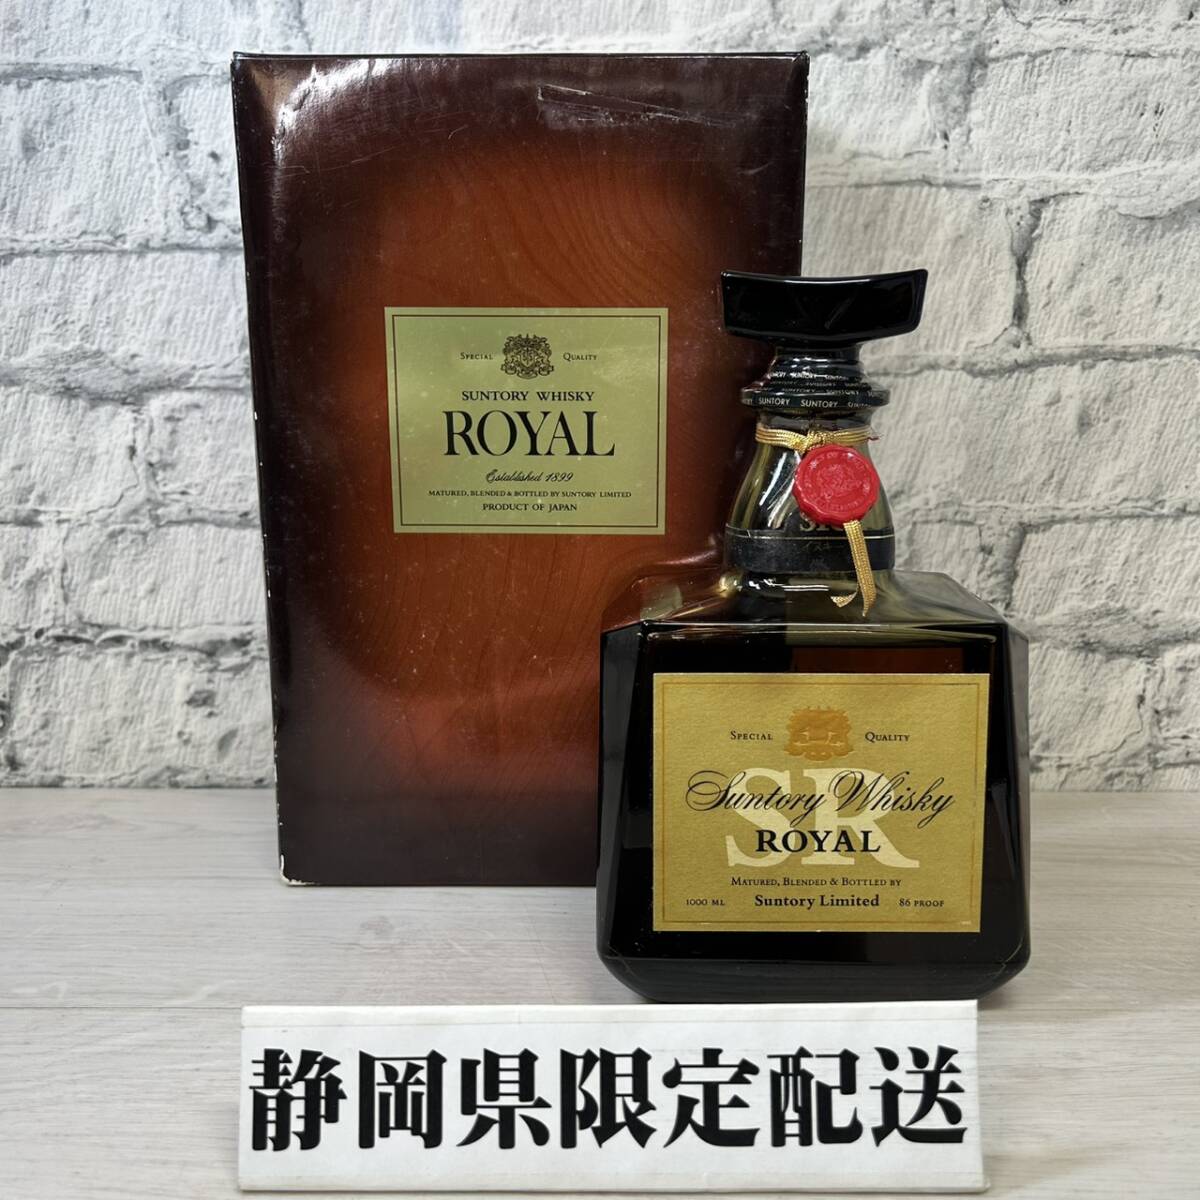 SPECIAL QUALITY
SUNTORY WHISKY
ROYAL
Established 1899
MATURED, BLENDED & BOTTLED BY SUNTORY LIMITED
PRODUCT OF JAPAN
SUNTORY SUNTORY
SPECIAL QUALITY
SR
Suntory Whisky
ROYAL
MATURED, BLENDED & BOTTLED BY
1000 ML Suntory Limited 86 PROOF
静岡県限定配送